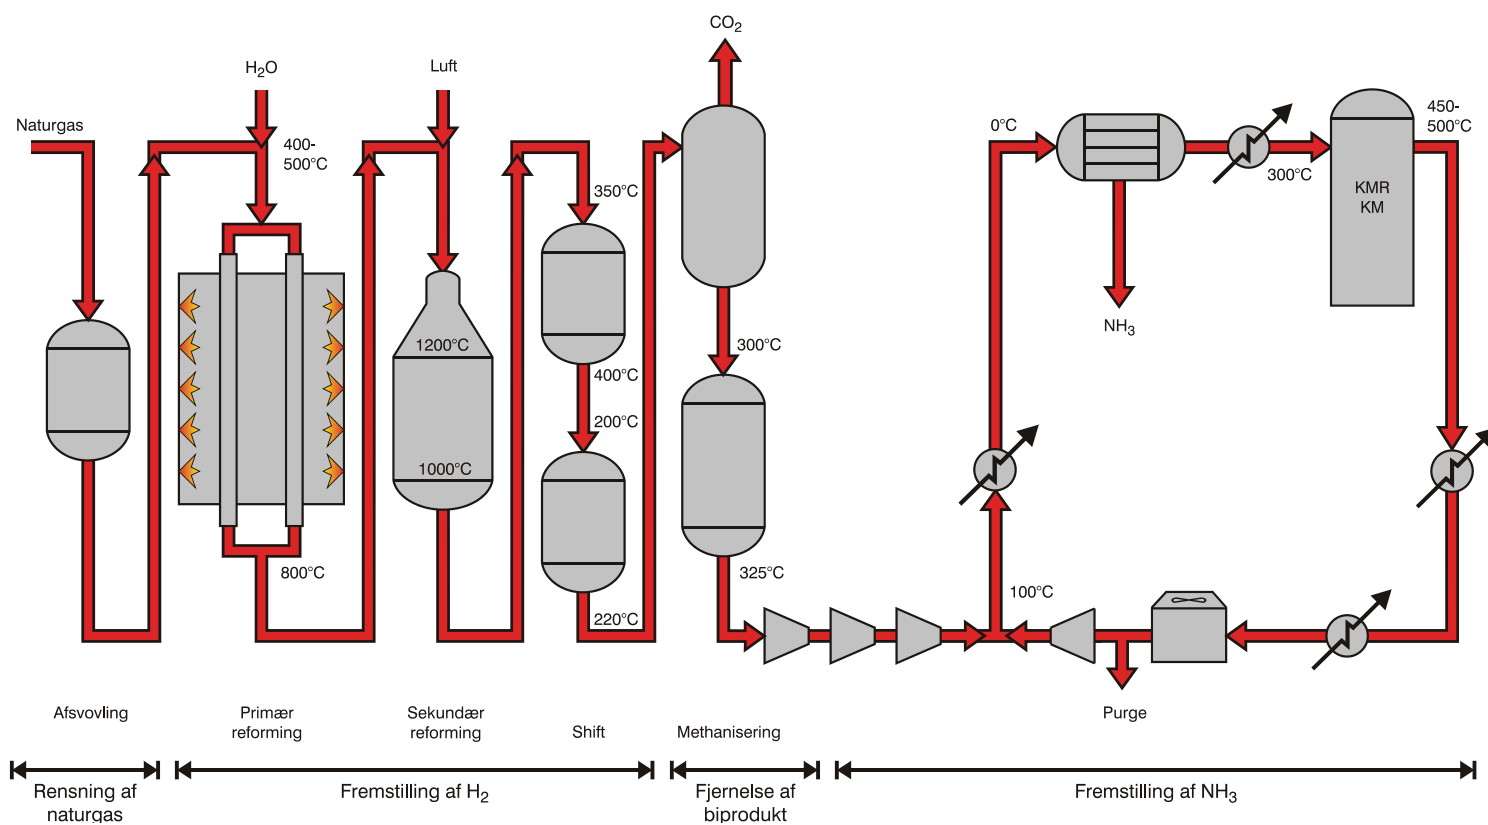 CO2
H2O
Luft
Naturgas
400-
500°C
0°C
450-
500°C
300°C
KMR
KM
350°C
NH3
1200°C
300°C
400°C
200°C
1000°C
800°C
325°C
100°C
220°C
Afsvovling
Primær
reforming
Sekundær
reforming
Shift
Methanisering
Purge
Rensning af
naturgas
Fremstilling af H2
Fjernelse af
biprodukt
Fremstilling af NH3